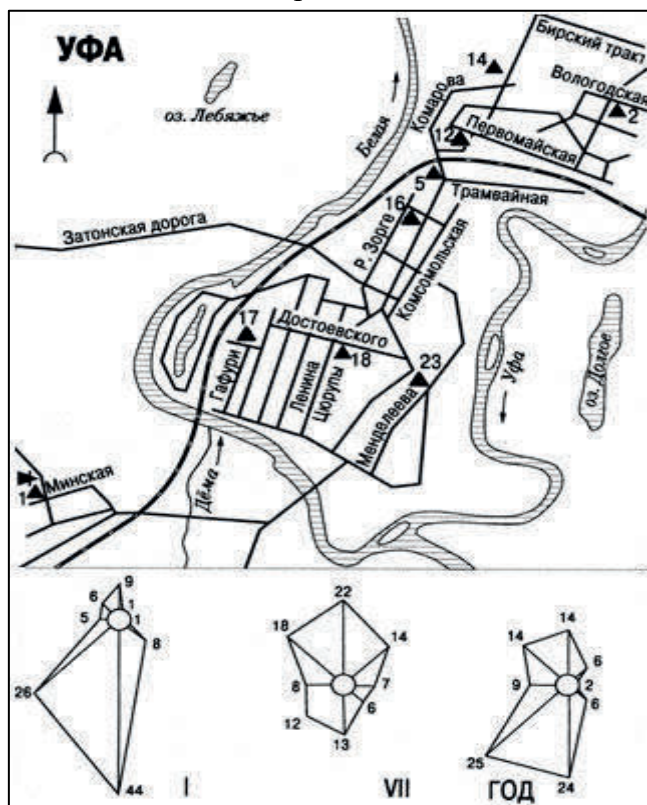 УФА
Бирский тракт
14
Вологодская
оз. Лебяжье
Комарова
2
Белая
12
Первомайская
5
Трамвайная
16
Затонская дорога
Р. Зорге
Комсомольская
17
Достоевского
18
23
Гафури
Ленина
Цюрупы
Менделеева
Уфа
оз. Долгое
Минская
1
Дёма
9
6
1
5
1
8
26
44
I
22
18
14
8
7
6
12
13
VII
14
14
6
9
2
6
25
24
ГОД